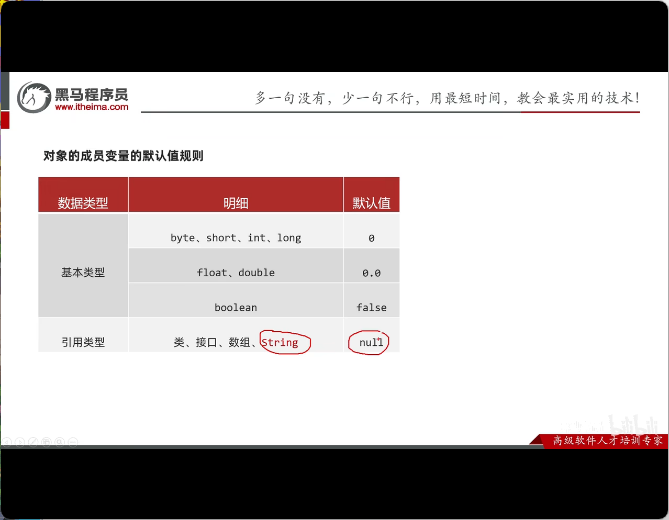 黑马程序员
www.itheima.com
多一句没有，少一句不行，用最短时间，教会最实用的技术！
对象的成员变量的默认值规则
数据类型 明细 默认值
基本类型 byte、short、int、long 0
float、double 0.0
boolean false
引用类型 类、接口、数组、String null
bilibili
高级软件人才培训专家